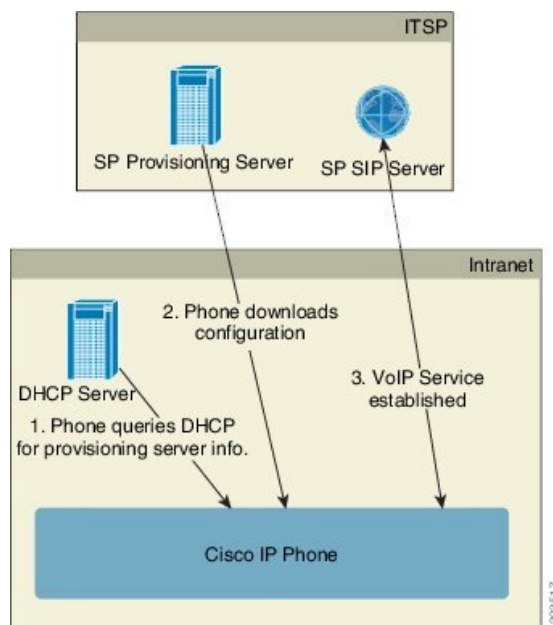 ITSP
SP Provisioning Server
SP SIP Server
Intranet
2. Phone downloads
configuration
DHCP Server
3. VoIP Service
established
1. Phone queries DHCP
for provisioning server info.
Cisco IP Phone